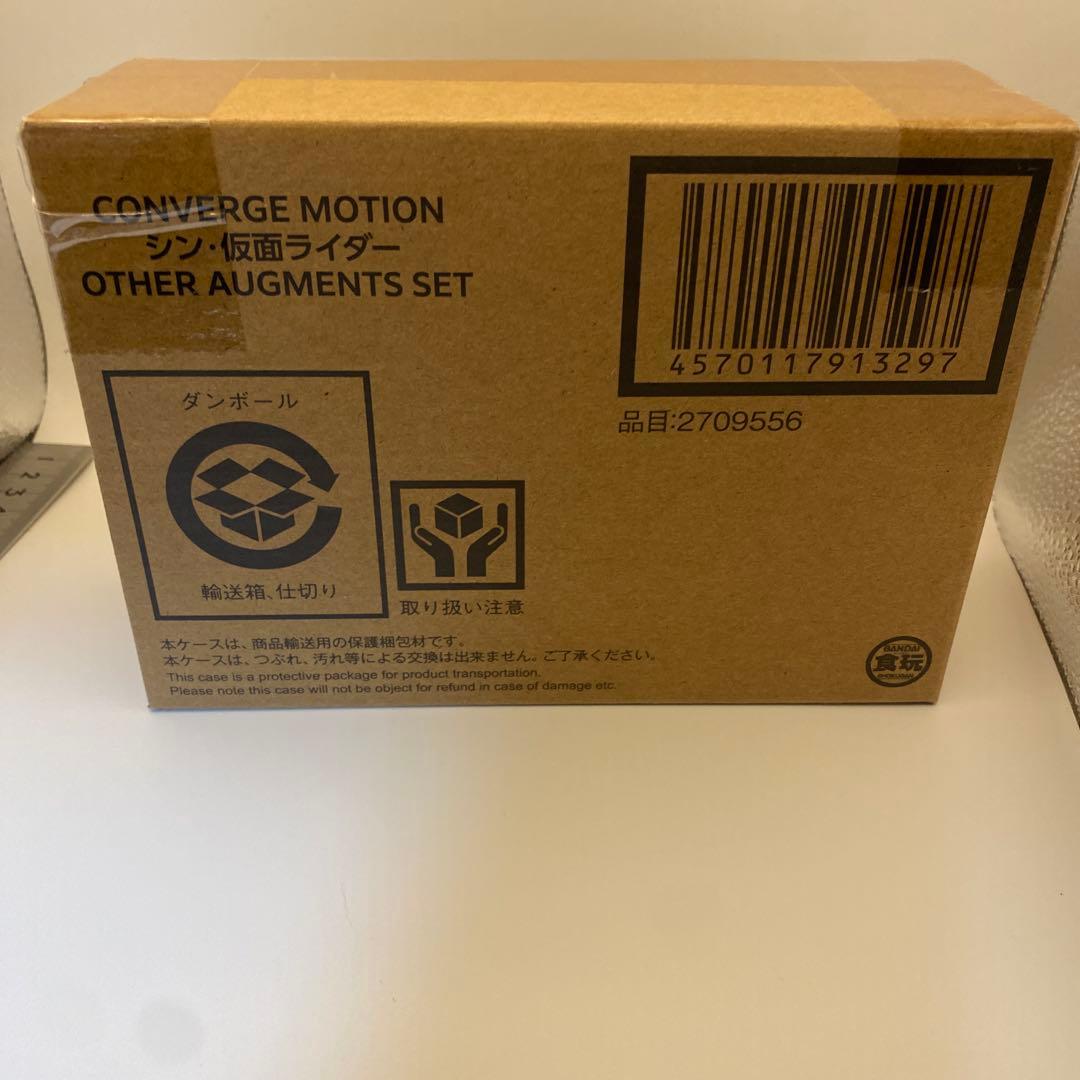 CONVERGE MOTION
シン・仮面ライダー
OTHER AUGMENTS SET
4570117913297
品目:2709556
ダンボール
輸送箱、仕切り
取り扱い注意
本ケースは、商品輸送用の保護梱包材です。
本ケースは、つぶれ、汚れ等による交換は出来ません。ご了承ください。
This case is a protective package for product transportation.
Please note this case will not be object for refund in case of damage etc.
BANDAI
食玩
SHOKUGAN
1 2 3